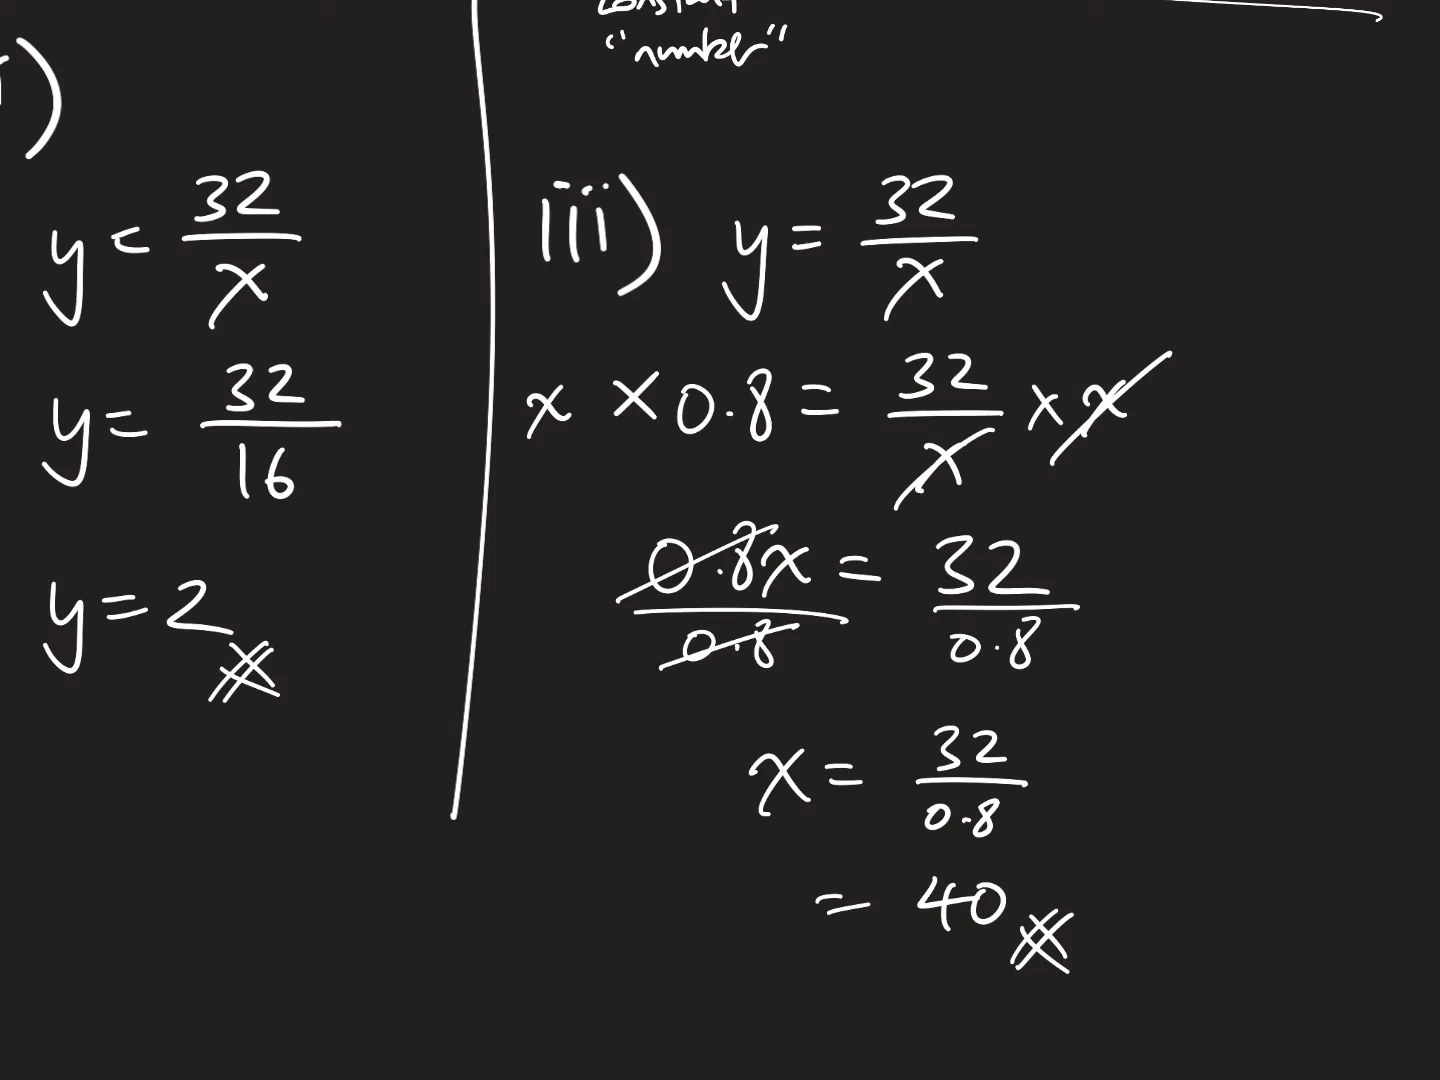 constant
"number"
)
y = 32/x
y = 32/16
y = 2
iii) y = 32/x
x × 0.8 = 32/x × x
0.8x/0.8 = 32/0.8
x = 32/0.8
= 40